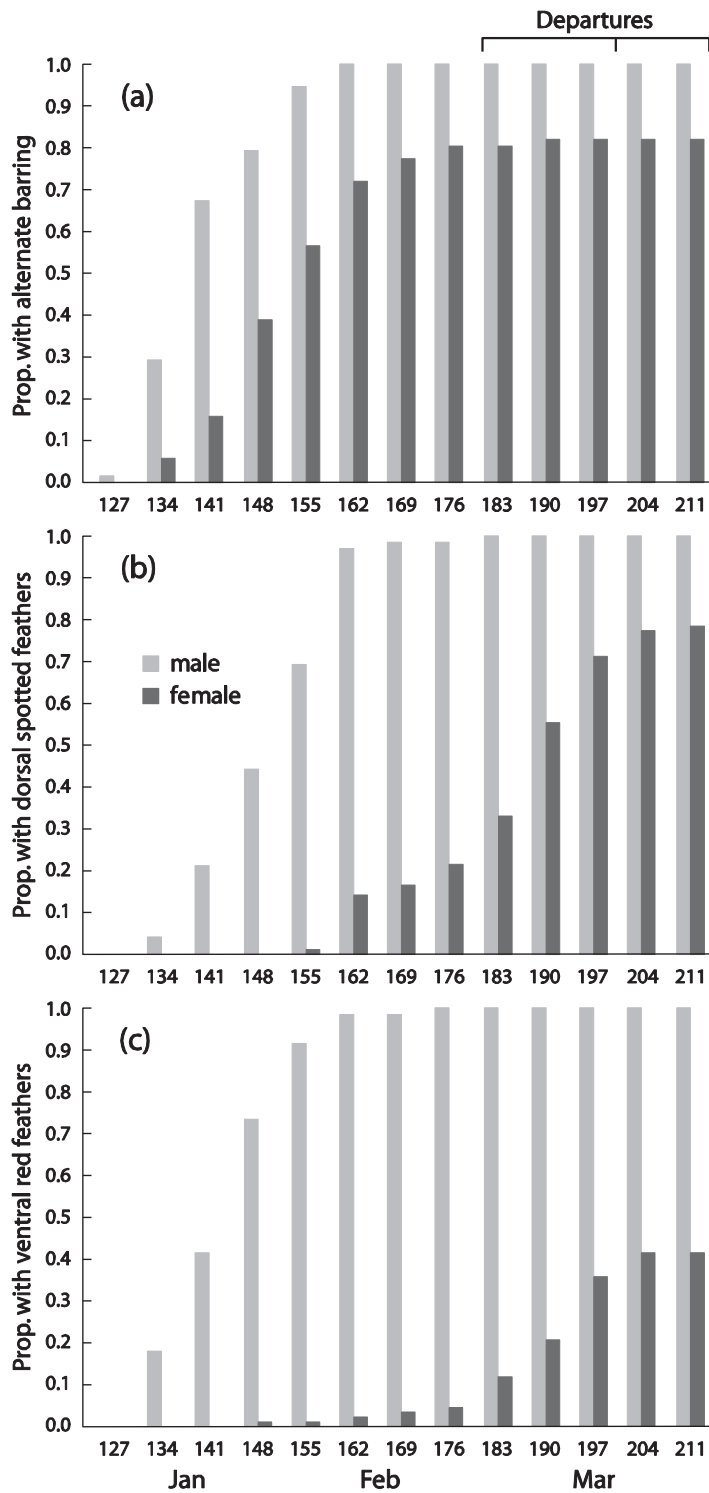 Departures
(a)
Prop. with alternate barring
1.0
0.9
0.8
0.7
0.6
0.5
0.4
0.3
0.2
0.1
0.0
127 134 141 148 155 162 169 176 183 190 197 204 211
(b)
Prop. with dorsal spotted feathers
1.0
0.9
0.8
0.7
0.6
0.5
0.4
0.3
0.2
0.1
0.0
male
female
127 134 141 148 155 162 169 176 183 190 197 204 211
(c)
Prop. with ventral red feathers
1.0
0.9
0.8
0.7
0.6
0.5
0.4
0.3
0.2
0.1
0.0
127 134 141 148 155 162 169 176 183 190 197 204 211
Jan Feb Mar